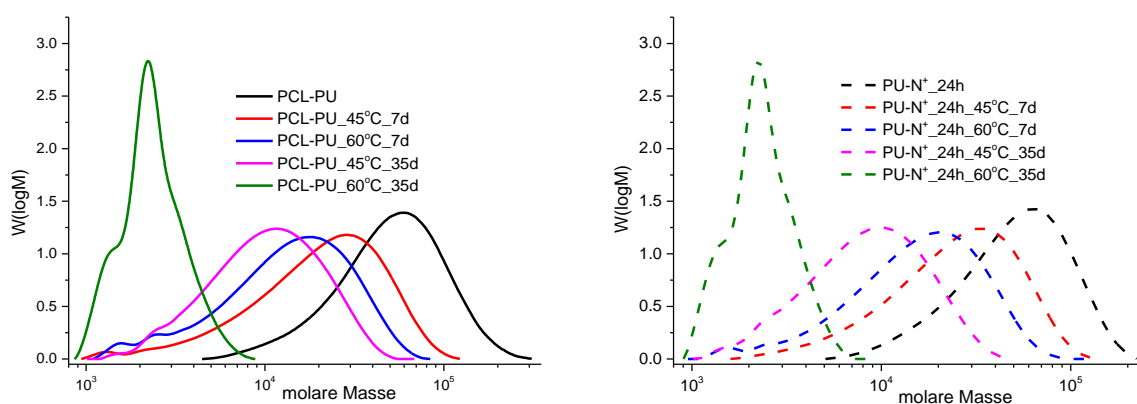 3.0
2.5
2.0
1.5
1.0
0.5
0.0
W(logM)
PCL-PU
PCL-PU_45°C_7d
PCL-PU_60°C_7d
PCL-PU_45°C_35d
PCL-PU_60°C_35d
10³ 10⁴ 10⁵
molare Masse
3.0
2.5
2.0
1.5
1.0
0.5
0.0
W(logM)
PU-N⁺_24h
PU-N⁺_24h_45°C_7d
PU-N⁺_24h_60°C_7d
PU-N⁺_24h_45°C_35d
PU-N⁺_24h_60°C_35d
10³ 10⁴ 10⁵
molare Masse